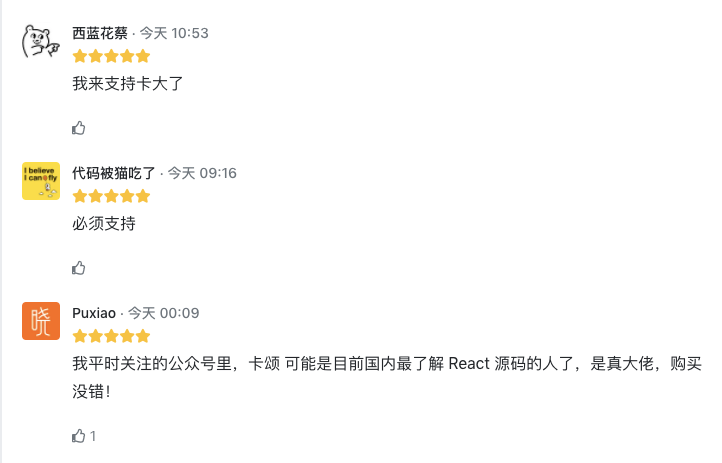 西蓝花蔡 · 今天 10:53
我来支持卡大了
I believe
I can fly
代码被猫吃了 · 今天 09:16
必须支持
晓
Puxiao · 今天 00:09
我平时关注的公众号里，卡颂 可能是目前国内最了解 React 源码的人了，是真大佬，购买
没错！
1